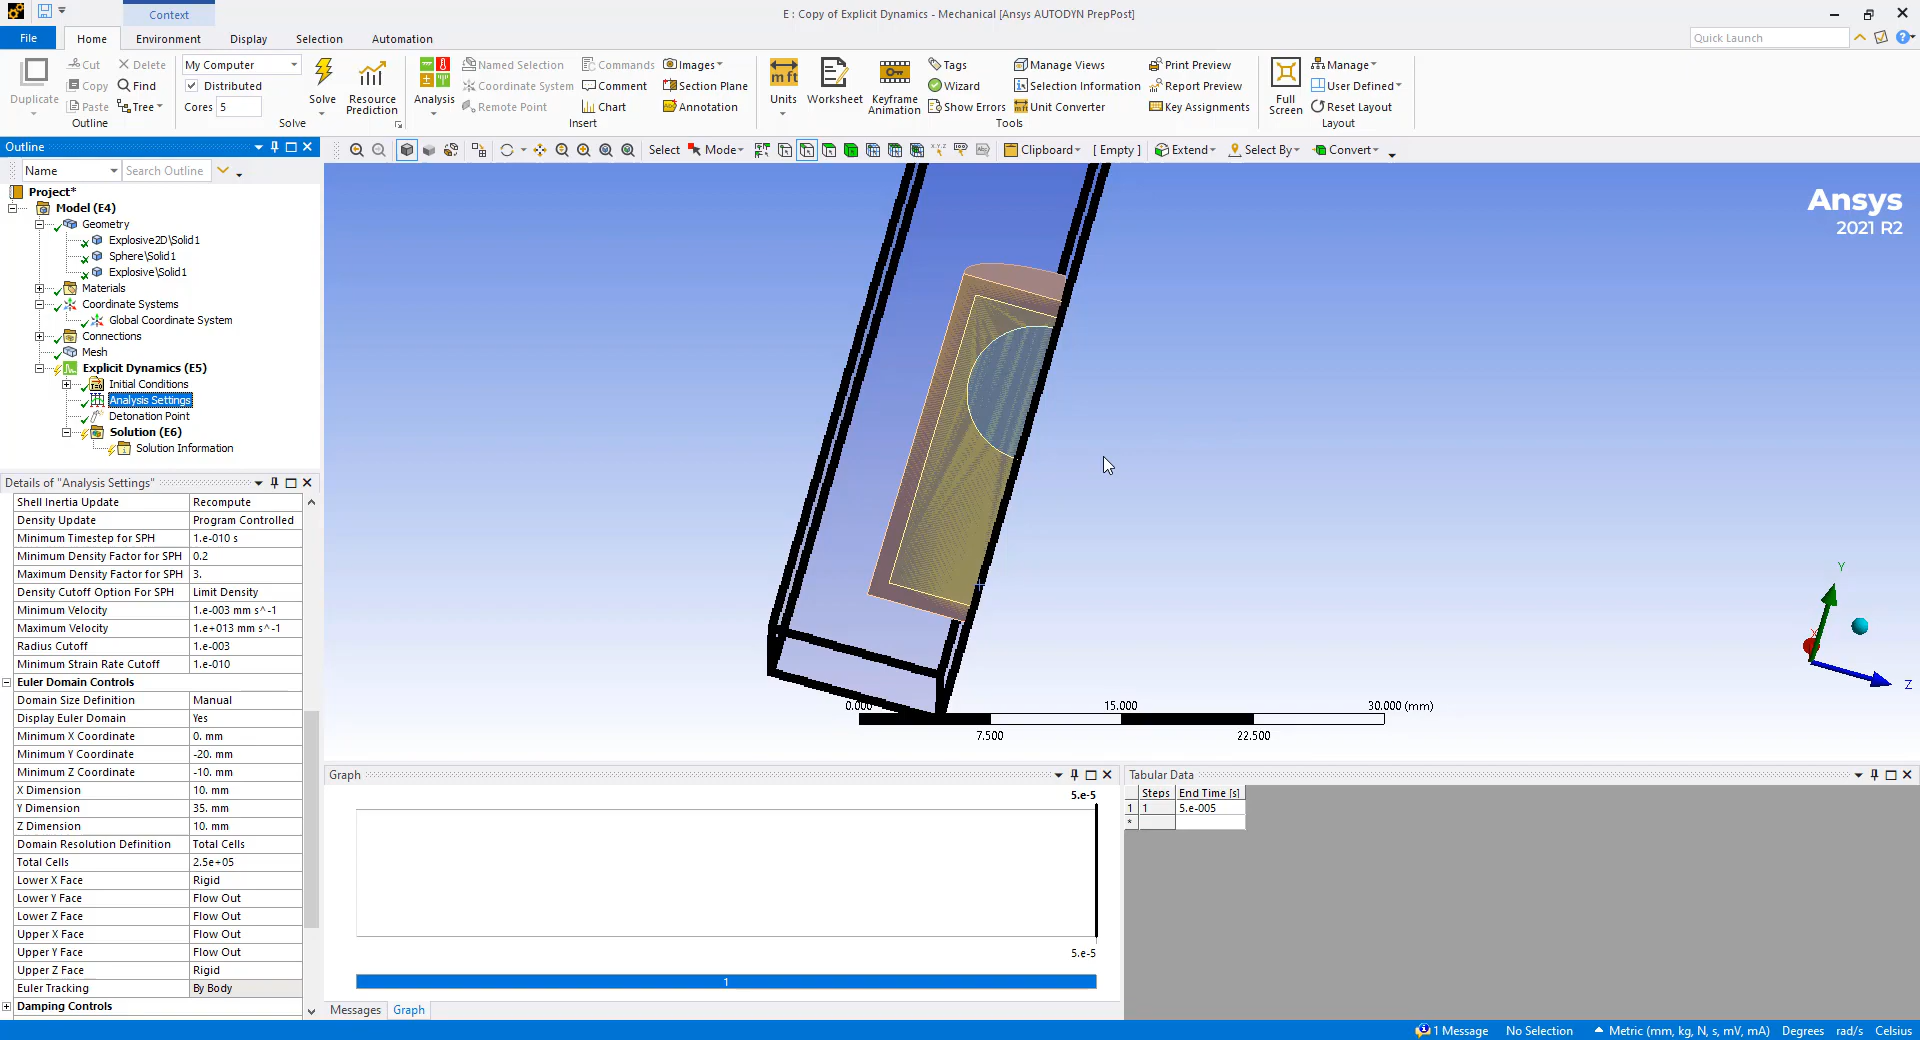 Context
E : Copy of Explicit Dynamics - Mechanical [Ansys AUTODYN PrepPost]
File
Home
Environment
Display
Selection
Automation
Quick Launch
Duplicate
Cut
Delete
Copy
Find
Paste
Tree
Outline
My Computer
Distributed
Cores 5
Solve
Resource
Prediction
Solve
Analysis
Named Selection
Coordinate System
Remote Point
Commands
Comment
Chart
Images
Section Plane
Annotation
Insert
Units
Worksheet
Keyframe
Animation
Tags
Wizard
Show Errors
Manage Views
Selection Information
Unit Converter
Print Preview
Report Preview
Key Assignments
Tools
Full
Screen
Manage
User Defined
Reset Layout
Layout
Outline
Name
Search Outline
Select
Mode
Clipboard
[ Empty ]
Extend
Select By
Convert
Project*
Model (E4)
Geometry
Explosive2D\Solid1
Sphere\Solid1
Explosive\Solid1
Materials
Coordinate Systems
Global Coordinate System
Connections
Mesh
Explicit Dynamics (E5)
Initial Conditions
Analysis Settings
Detonation Point
Solution (E6)
Solution Information
Details of "Analysis Settings"
Shell Inertia Update Recompute
Density Update Program Controlled
Minimum Timestep for SPH 1.e-010 s
Minimum Density Factor for SPH 0.2
Maximum Density Factor for SPH 3.
Density Cutoff Option For SPH Limit Density
Minimum Velocity 1.e-003 mm s^-1
Maximum Velocity 1.e+013 mm s^-1
Radius Cutoff 1.e-003
Minimum Strain Rate Cutoff 1.e-010
Euler Domain Controls
Domain Size Definition Manual
Display Euler Domain Yes
Minimum X Coordinate 0. mm
Minimum Y Coordinate -20. mm
Minimum Z Coordinate -10. mm
X Dimension 10. mm
Y Dimension 35. mm
Z Dimension 10. mm
Domain Resolution Definition Total Cells
Total Cells 2.5e+05
Lower X Face Rigid
Lower Y Face Flow Out
Lower Z Face Flow Out
Upper X Face Flow Out
Upper Y Face Flow Out
Upper Z Face Rigid
Euler Tracking By Body
Damping Controls
Ansys
2021 R2
Y
X
Z
0.000 15.000 30.000 (mm)
7.500 22.500
Graph
5.e-5
5.e-5
1
Messages
Graph
Tabular Data
Steps End Time [s]
1 1 5.e-005
*
1 Message
No Selection
Metric (mm, kg, N, s, mV, mA)
Degrees
rad/s
Celsius